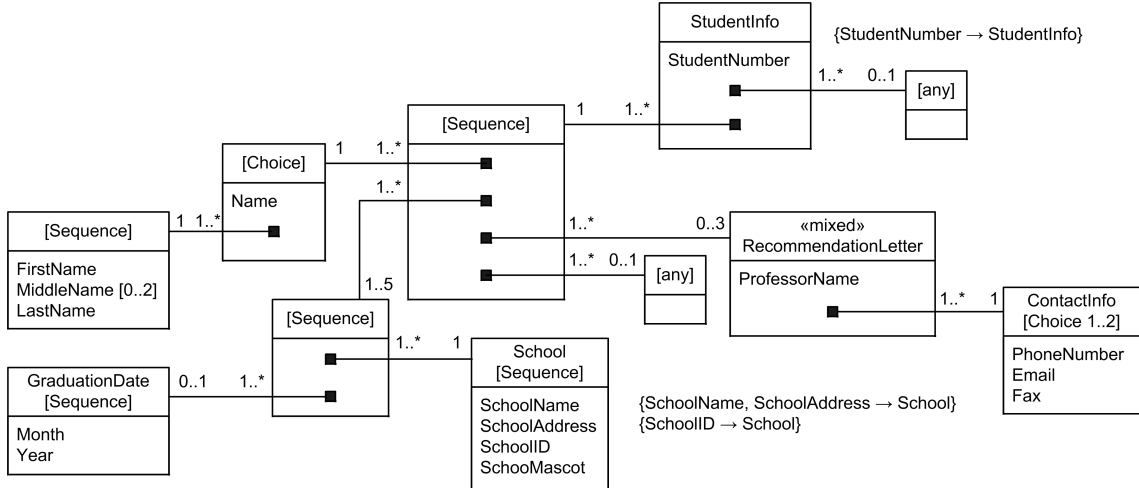 StudentInfo
{StudentNumber → StudentInfo}
StudentNumber
1..* 0..1
[any]
[Sequence]
1 1..*
[Choice]
1 1..*
Name
1..*
[Sequence]
1 1..*
FirstName
MiddleName [0..2]
LastName
1..* 0..3
«mixed»
RecommendationLetter
1..* 0..1
[any]
ProfessorName
1..* 1
ContactInfo
[Choice 1..2]
PhoneNumber
Email
Fax
1..5
[Sequence]
1..* 1
School
[Sequence]
SchoolName
SchoolAddress
SchoolID
SchooMascot
GraduationDate
[Sequence]
0..1 1..*
Month
Year
{SchoolName, SchoolAddress → School}
{SchoolID → School}